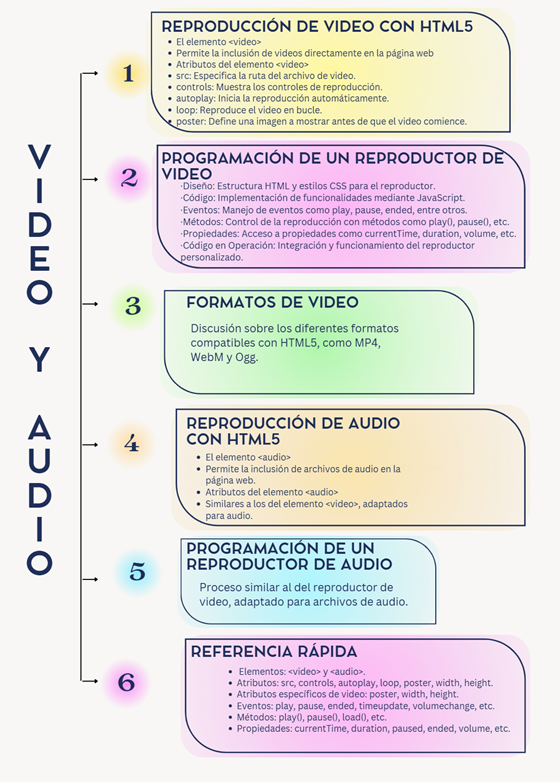 VIDEO Y AUDIO
1
REPRODUCCIÓN DE VIDEO CON HTML5
• El elemento <video>
• Permite la inclusión de videos directamente en la página web
• Atributos del elemento <video>
• src: Especifica la ruta del archivo de video.
• controls: Muestra los controles de reproducción.
• autoplay: Inicia la reproducción automáticamente.
• loop: Reproduce el video en bucle.
• poster: Define una imagen a mostrar antes de que el video comience.
2
PROGRAMACIÓN DE UN REPRODUCTOR DE
VIDEO
·Diseño: Estructura HTML y estilos CSS para el reproductor.
·Código: Implementación de funcionalidades mediante JavaScript.
·Eventos: Manejo de eventos como play, pause, ended, entre otros.
·Métodos: Control de la reproducción con métodos como play(), pause(), etc.
·Propiedades: Acceso a propiedades como currentTime, duration, volume, etc.
·Código en Operación: Integración y funcionamiento del reproductor
personalizado.
3
FORMATOS DE VIDEO
Discusión sobre los diferentes formatos
compatibles con HTML5, como MP4,
WebM y Ogg.
4
REPRODUCCIÓN DE AUDIO
CON HTML5
• El elemento <audio>
• Permite la inclusión de archivos de audio en la
página web.
• Atributos del elemento <audio>
• Similares a los del elemento <video>, adaptados
para audio.
5
PROGRAMACIÓN DE UN
REPRODUCTOR DE AUDIO
Proceso similar al del reproductor de
video, adaptado para archivos de audio.
6
REFERENCIA RÁPIDA
• Elementos: <video> y <audio>.
• Atributos: src, controls, autoplay, loop, poster, width, height.
• Atributos específicos de video: poster, width, height.
• Eventos: play, pause, ended, timeupdate, volumechange, etc.
• Métodos: play(), pause(), load(), etc.
• Propiedades: currentTime, duration, paused, ended, volume, etc.